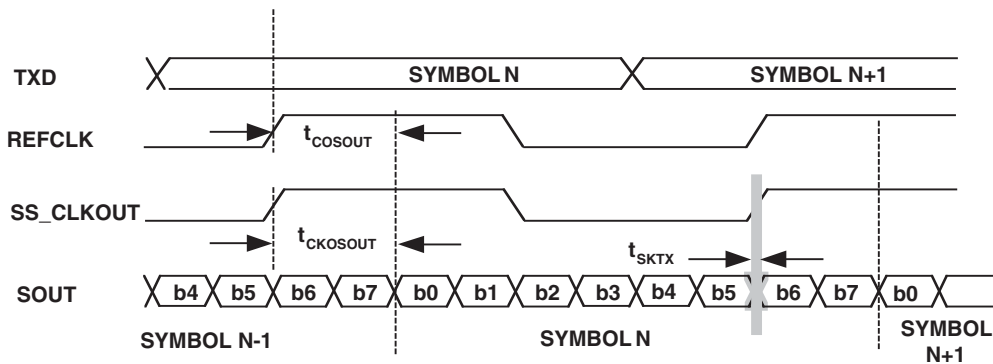 TXD SYMBOL N SYMBOL N+1
REFCLK tCOSOUT
SS_CLKOUT tCKOSOUT
tSKTX
SOUT b4 b5 b6 b7 b0 b1 b2 b3 b4 b5 b6 b7 b0
SYMBOL N-1 SYMBOL N SYMBOL
N+1